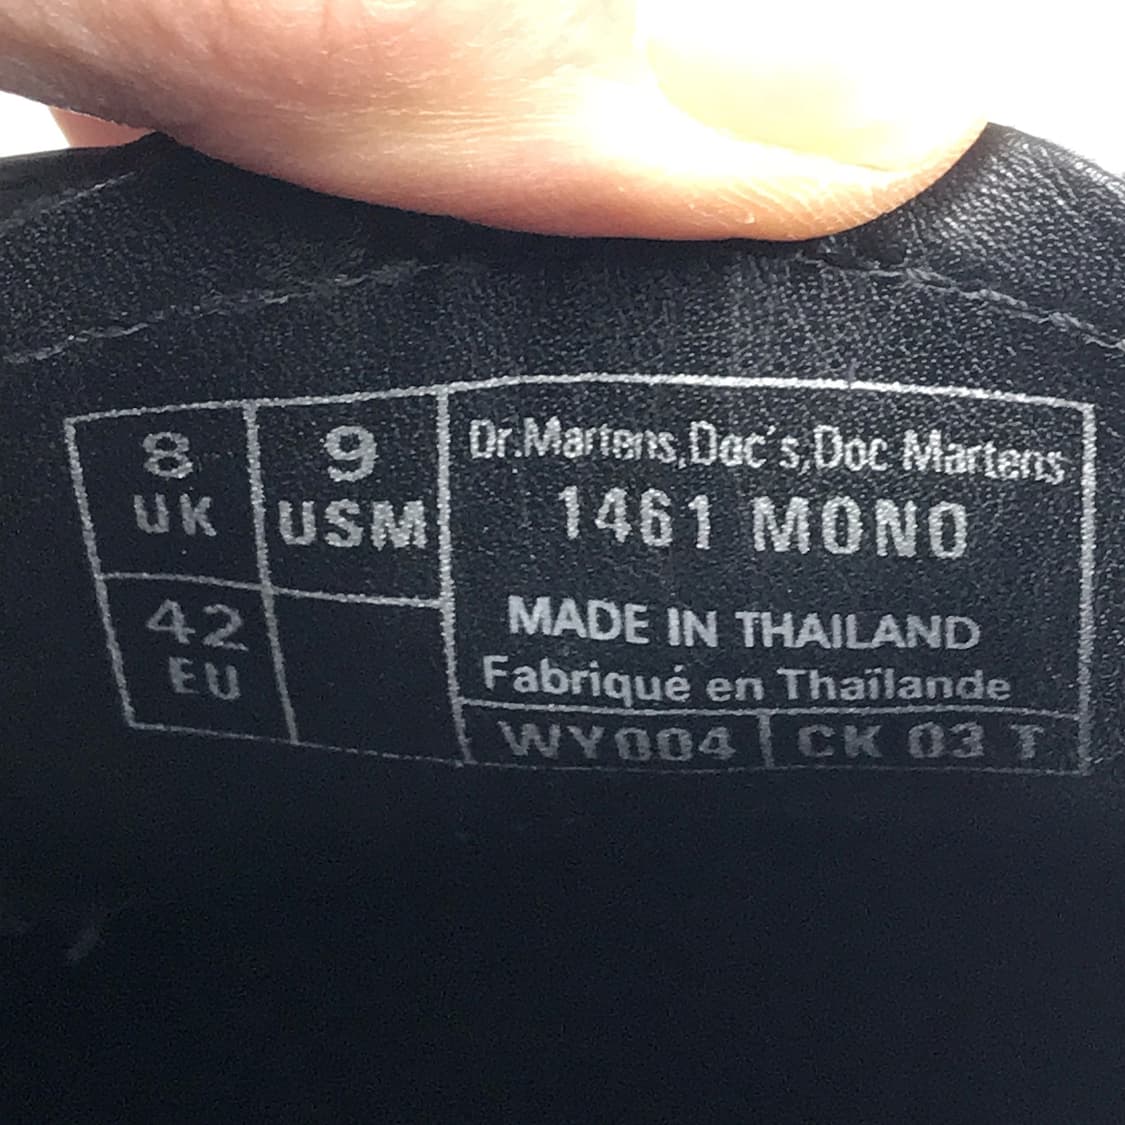 8
UK
9
USM
42
EU
Dr.Martens,Doc's,Doc Martens
1461 MONO
MADE IN THAILAND
Fabriqué en Thaïlande
WY004
CK 03 T